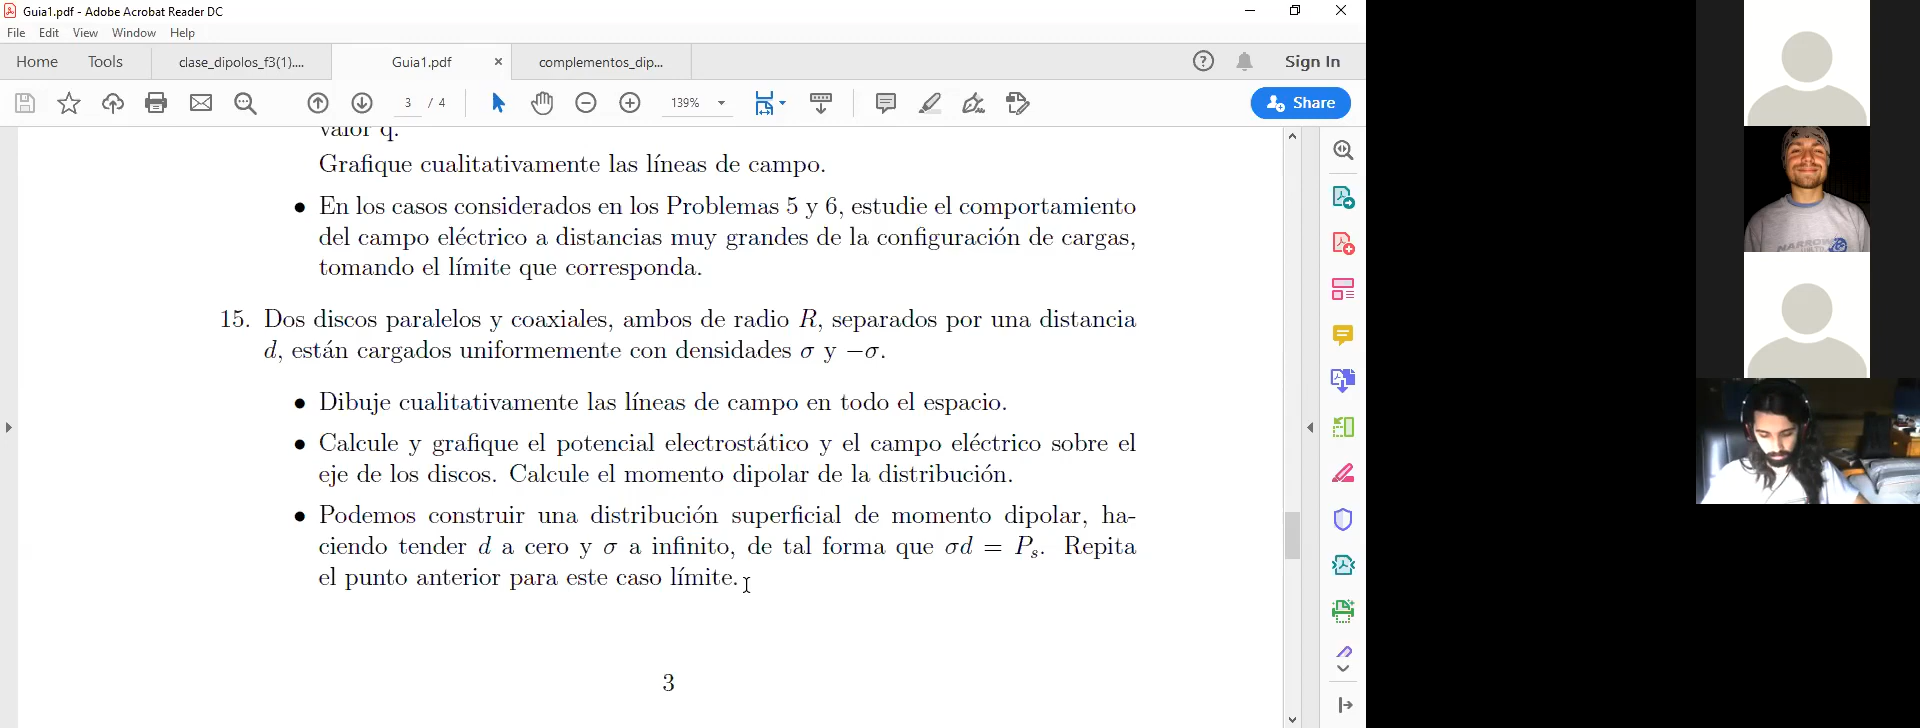 Guia1.pdf - Adobe Acrobat Reader DC
File Edit View Window Help
Home Tools clase_dipolos_f3(1).... Guia1.pdf × complementos_dip... Sign In
3 / 4 139% Share
valor q.
Grafique cualitativamente las líneas de campo.
• En los casos considerados en los Problemas 5 y 6, estudie el comportamiento
del campo eléctrico a distancias muy grandes de la configuración de cargas,
tomando el límite que corresponda.
15. Dos discos paralelos y coaxiales, ambos de radio R, separados por una distancia
d, están cargados uniformemente con densidades σ y −σ.
• Dibuje cualitativamente las líneas de campo en todo el espacio.
• Calcule y grafique el potencial electrostático y el campo eléctrico sobre el
eje de los discos. Calcule el momento dipolar de la distribución.
• Podemos construir una distribución superficial de momento dipolar, ha-
ciendo tender d a cero y σ a infinito, de tal forma que σd = Pₛ. Repita
el punto anterior para este caso límite.
3
NARROW